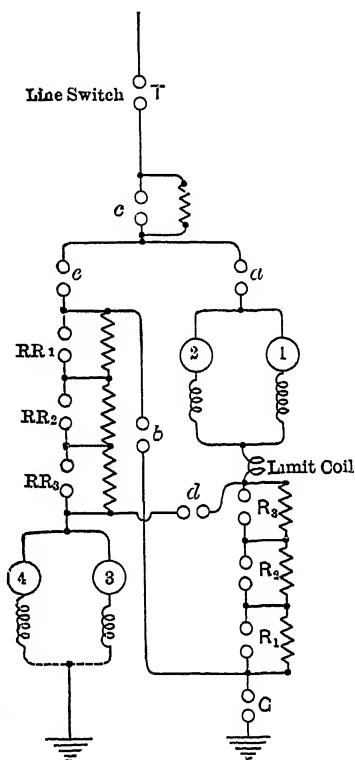 Line Switch T
c
e
a
RR1
2
1
RR2
b
Limit Coil
RR3
d
R3
4
3
R2
R1
G